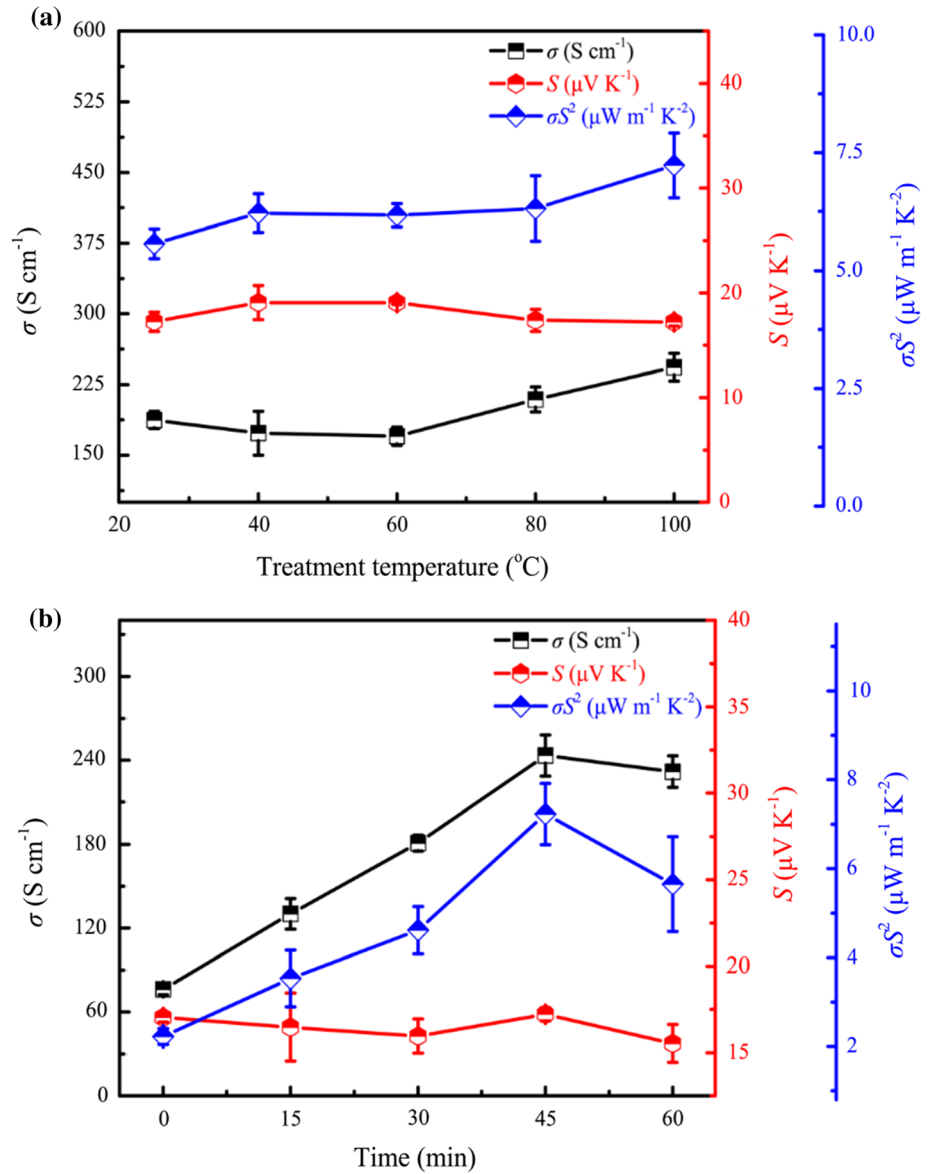 (a)
σ (S cm⁻¹)
S (µV K⁻¹)
σS² (µW m⁻¹ K⁻²)
600
525
450
375
300
225
150
σ (S cm⁻¹)
20
40
60
80
100
Treatment temperature (°C)
40
30
20
10
0
S (µV K⁻¹)
10.0
7.5
5.0
2.5
0.0
σS² (µW m⁻¹ K⁻²)
(b)
σ (S cm⁻¹)
S (µV K⁻¹)
σS² (µW m⁻¹ K⁻²)
300
240
180
120
60
0
σ (S cm⁻¹)
0
15
30
45
60
Time (min)
40
35
30
25
20
15
S (µV K⁻¹)
10
8
6
4
2
σS² (µW m⁻¹ K⁻²)